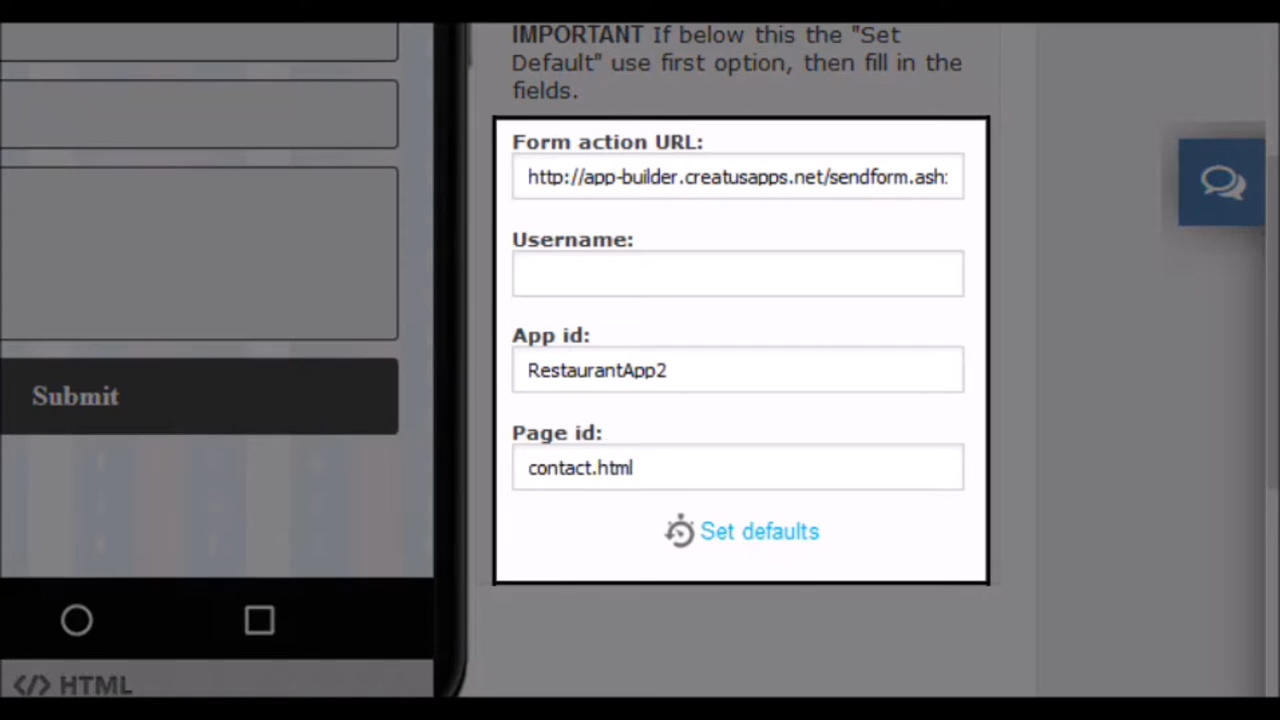 IMPORTANT If below this the "Set
Default" use first option, then fill in the
fields.
Form action URL:
http://app-builder.creatusapps.net/sendform.ash
Username:
App id:
RestaurantApp2
Page id:
contact.html
Set defaults
Submit
</> HTML